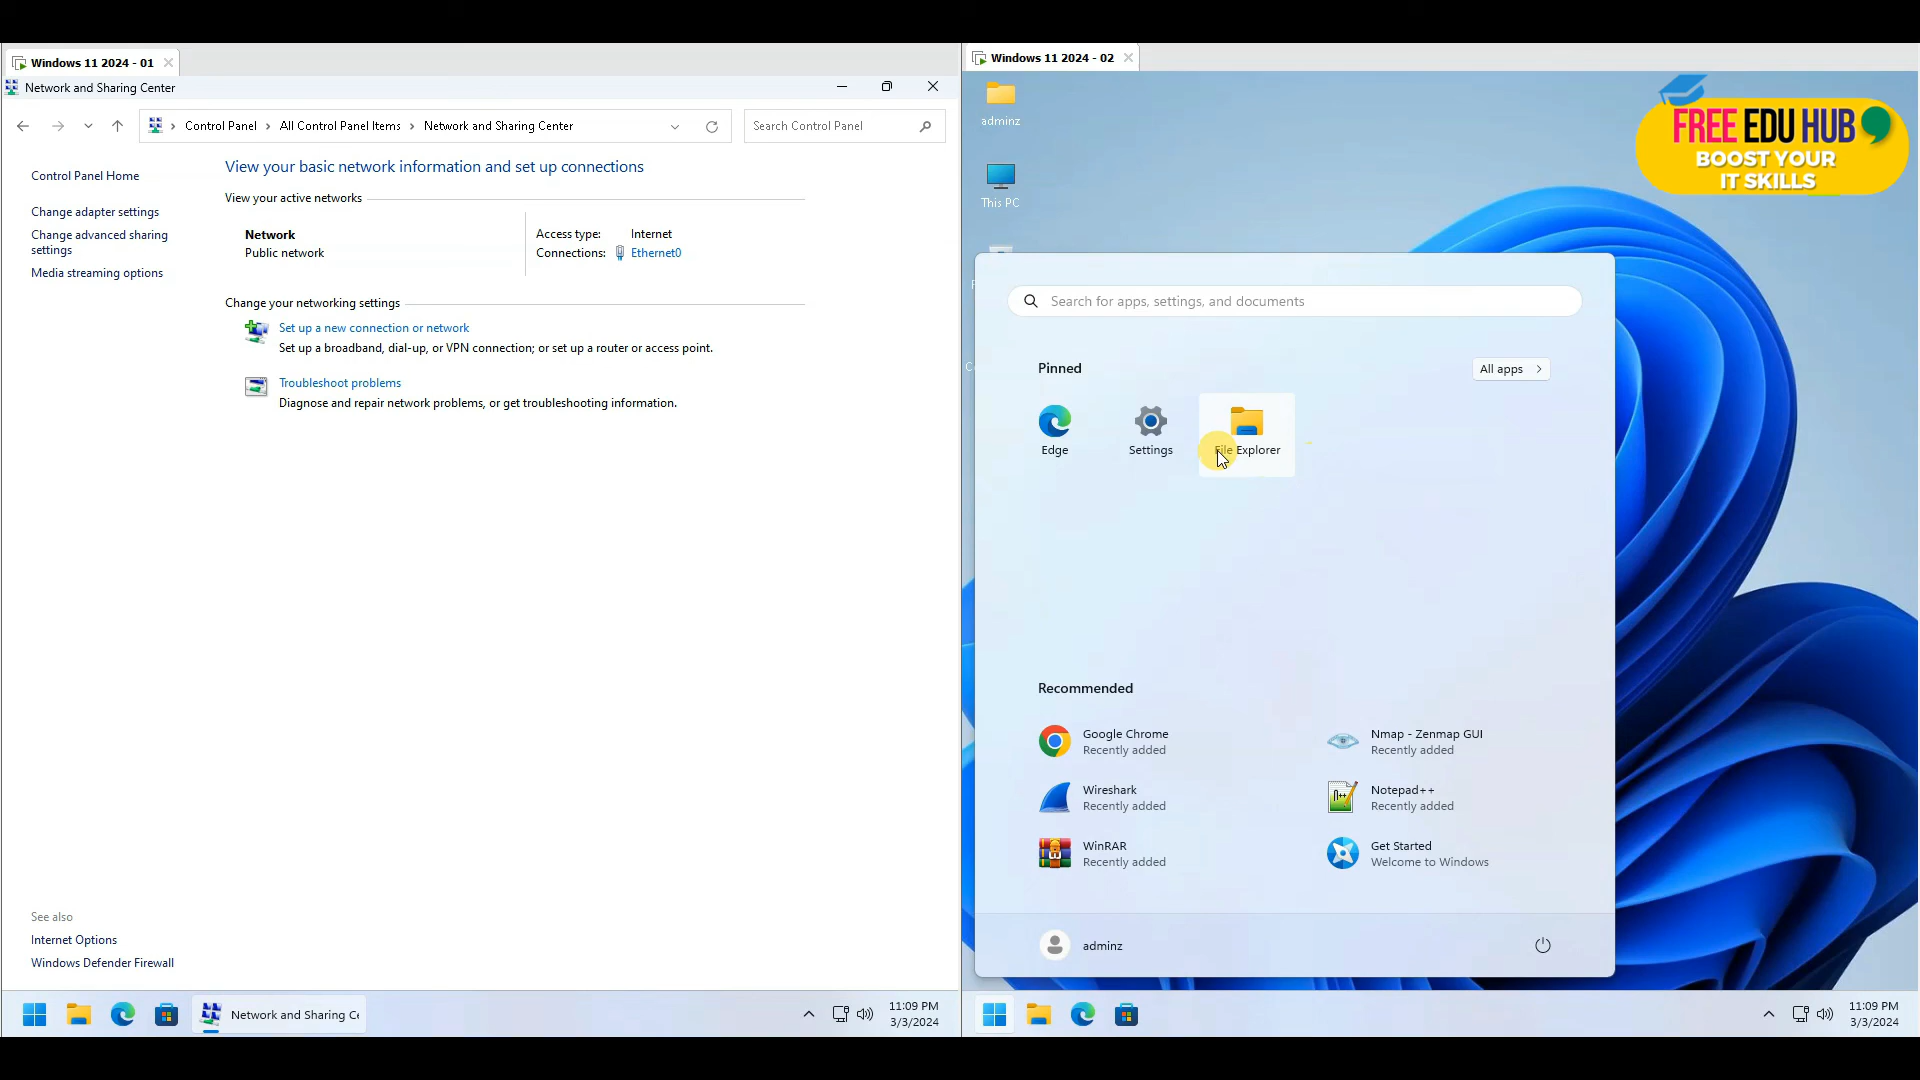 Windows 11 2024 - 01
Network and Sharing Center
Control Panel
All Control Panel Items
Network and Sharing Center
Search Control Panel
Control Panel Home
Change adapter settings
Change advanced sharing
settings
Media streaming options
View your basic network information and set up connections
View your active networks
Network
Public network
Access type: Internet
Connections: Ethernet0
Change your networking settings
Set up a new connection or network
Set up a broadband, dial-up, or VPN connection; or set up a router or access point.
Troubleshoot problems
Diagnose and repair network problems, or get troubleshooting information.
See also
Internet Options
Windows Defender Firewall
Network and Sharing Ce
11:09 PM
3/3/2024
Windows 11 2024 - 02
adminz
This PC
FREE EDU HUB
BOOST YOUR
IT SKILLS
Search for apps, settings, and documents
Pinned
All apps
Edge
Settings
File Explorer
Recommended
Google Chrome
Recently added
Nmap - Zenmap GUI
Recently added
Wireshark
Recently added
Notepad++
Recently added
WinRAR
Recently added
Get Started
Welcome to Windows
adminz
11:09 PM
3/3/2024